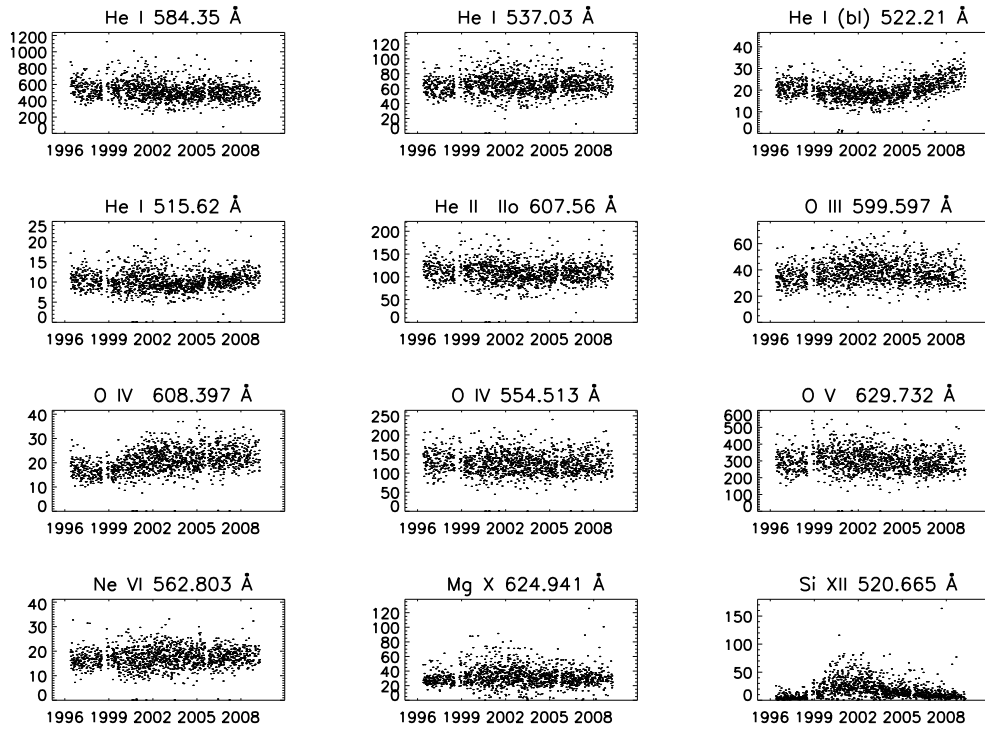 He I 584.35 Å
1200
1000
800
600
400
200
0
1996 1999 2002 2005 2008
He I 537.03 Å
120
100
80
60
40
20
0
1996 1999 2002 2005 2008
He I (bl) 522.21 Å
40
30
20
10
0
1996 1999 2002 2005 2008
He I 515.62 Å
25
20
15
10
5
0
1996 1999 2002 2005 2008
He II IIo 607.56 Å
200
150
100
50
0
1996 1999 2002 2005 2008
O III 599.597 Å
60
40
20
0
1996 1999 2002 2005 2008
O IV 608.397 Å
40
30
20
10
0
1996 1999 2002 2005 2008
O IV 554.513 Å
250
200
150
100
50
0
1996 1999 2002 2005 2008
O V 629.732 Å
600
500
400
300
200
100
0
1996 1999 2002 2005 2008
Ne VI 562.803 Å
40
30
20
10
0
1996 1999 2002 2005 2008
Mg X 624.941 Å
120
100
80
60
40
20
0
1996 1999 2002 2005 2008
Si XII 520.665 Å
150
100
50
0
1996 1999 2002 2005 2008